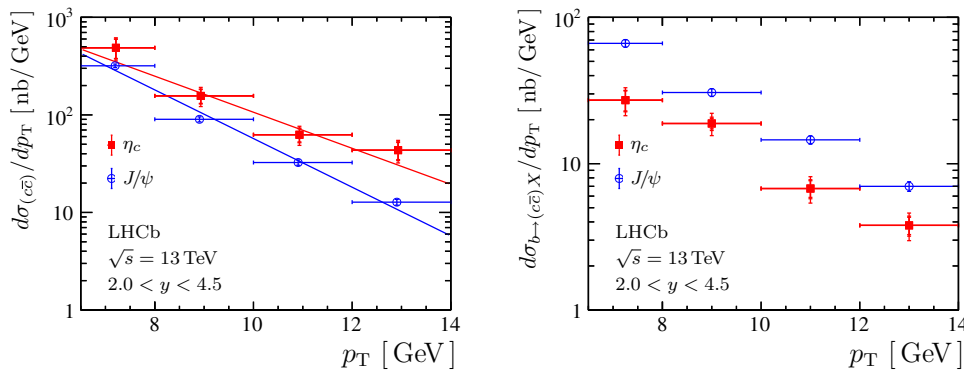 dσ_(cc̄)/dp_T [ nb/ GeV ]
10³
10²
10
1
η_c
J/ψ
LHCb
√s = 13 TeV
2.0 < y < 4.5
8 10 12 14
p_T [ GeV ]
dσ_b→(cc̄)X/dp_T [ nb/ GeV ]
10²
10
1
η_c
J/ψ
LHCb
√s = 13 TeV
2.0 < y < 4.5
8 10 12 14
p_T [ GeV ]